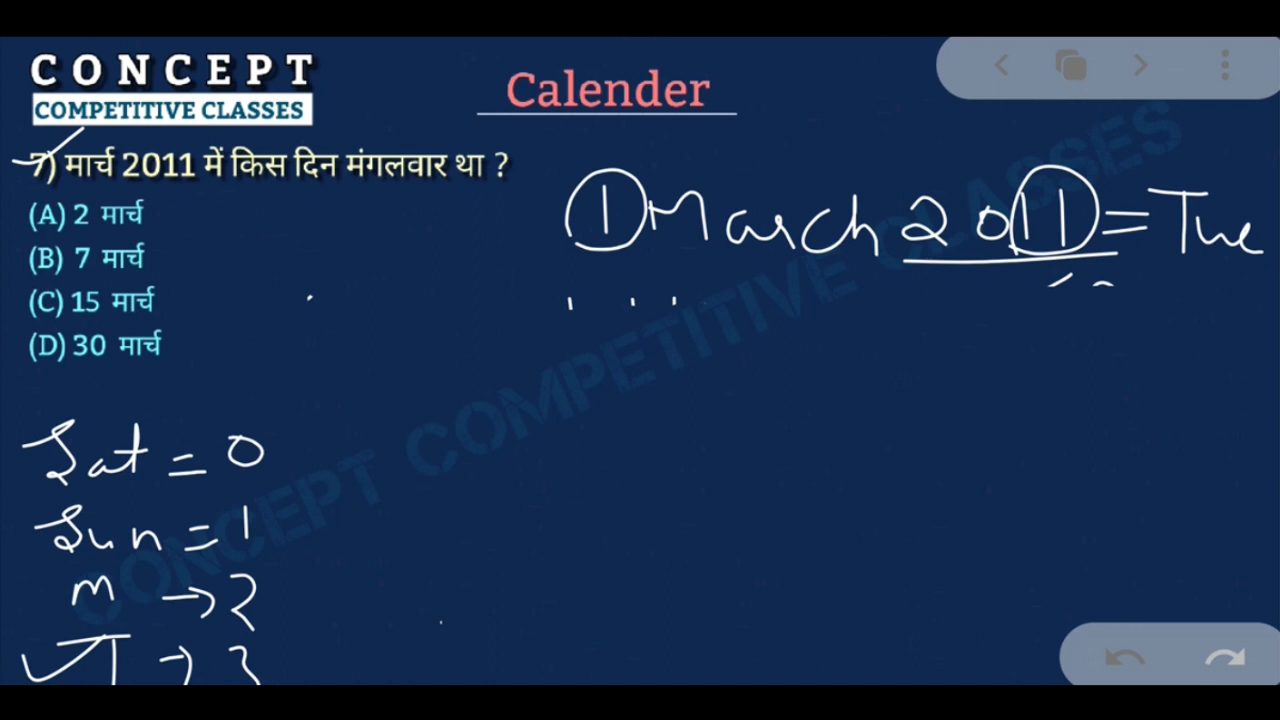 CONCEPT
COMPETITIVE CLASSES
Calender
7) मार्च 2011 में किस दिन मंगलवार था ?
(A) 2 मार्च
(B) 7 मार्च
(C) 15 मार्च
(D) 30 मार्च
1 March 2011 = Tue
Sat = 0
Sun = 1
m → 2
T → 3
CONCEPT COMPETITIVE CLASSES